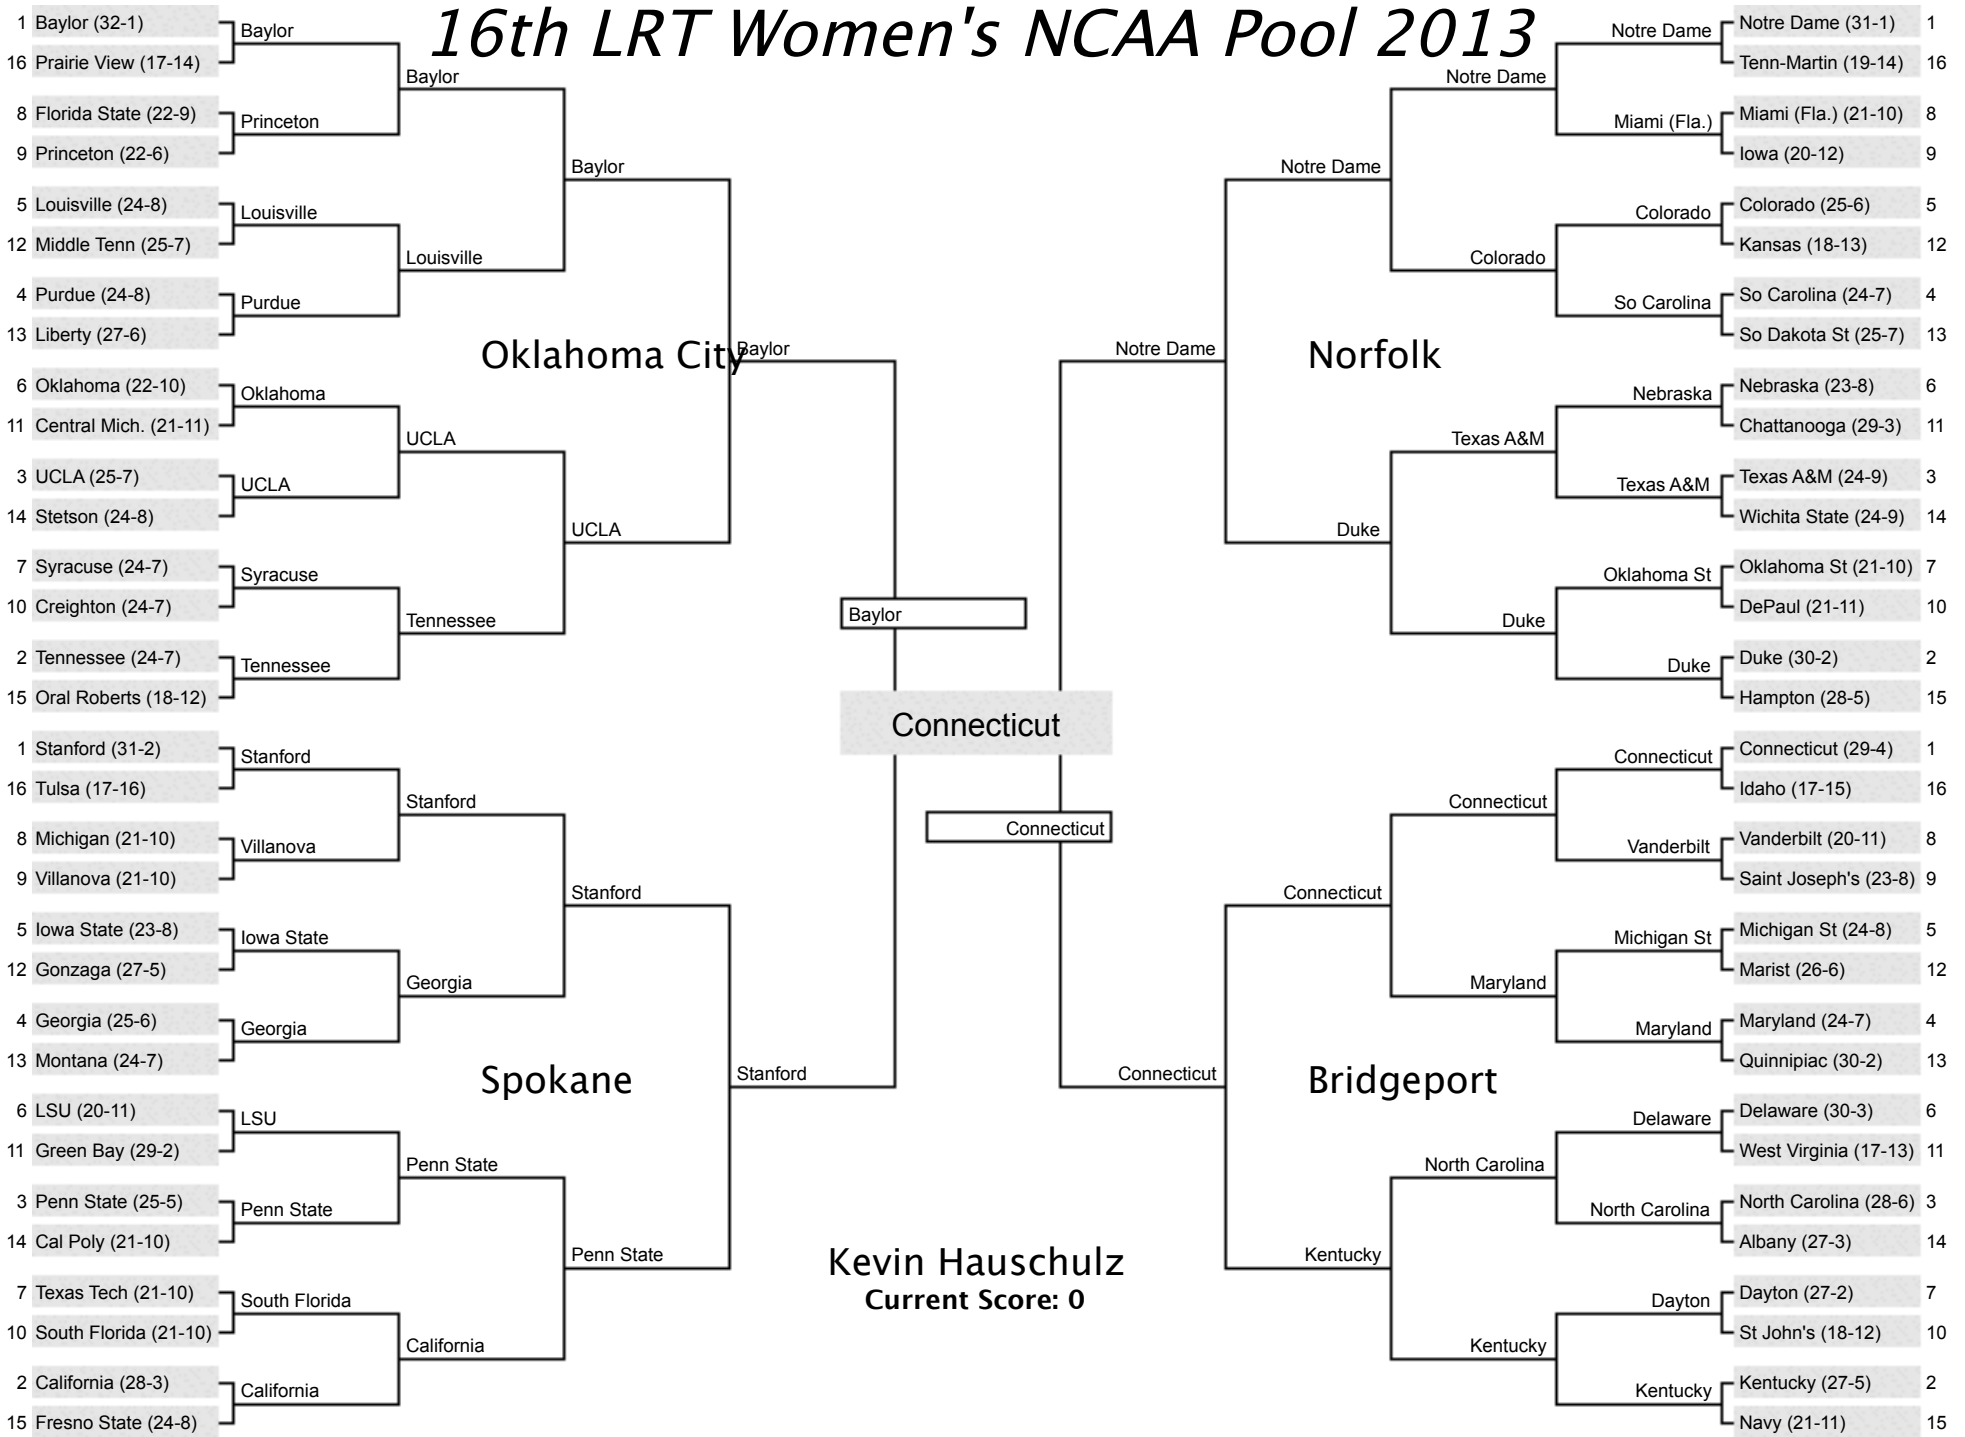 16th LRT Women's NCAA Pool 2013
1 Baylor (32-1)
16 Prairie View (17-14)
8 Florida State (22-9)
9 Princeton (22-6)
5 Louisville (24-8)
12 Middle Tenn (25-7)
4 Purdue (24-8)
13 Liberty (27-6)
6 Oklahoma (22-10)
11 Central Mich. (21-11)
3 UCLA (25-7)
14 Stetson (24-8)
7 Syracuse (24-7)
10 Creighton (24-7)
2 Tennessee (24-7)
15 Oral Roberts (18-12)
1 Stanford (31-2)
16 Tulsa (17-16)
8 Michigan (21-10)
9 Villanova (21-10)
5 Iowa State (23-8)
12 Gonzaga (27-5)
4 Georgia (25-6)
13 Montana (24-7)
6 LSU (20-11)
11 Green Bay (29-2)
3 Penn State (25-5)
14 Cal Poly (21-10)
7 Texas Tech (21-10)
10 South Florida (21-10)
2 California (28-3)
15 Fresno State (24-8)
Baylor
Princeton
Louisville
Purdue
Oklahoma
UCLA
Syracuse
Tennessee
Stanford
Villanova
Iowa State
Georgia
LSU
Penn State
South Florida
California
Baylor
Louisville
UCLA
Tennessee
Stanford
Georgia
Penn State
California
Baylor
UCLA
Stanford
Penn State
Oklahoma City
Spokane
Baylor
Stanford
Baylor
Connecticut
Connecticut
Kevin Hauschulz
Current Score: 0
Notre Dame
Connecticut
Norfolk
Bridgeport
Notre Dame
Duke
Connecticut
Kentucky
Notre Dame
Colorado
Texas A&M
Duke
Connecticut
Maryland
North Carolina
Kentucky
Notre Dame
Miami (Fla.)
Colorado
So Carolina
Nebraska
Texas A&M
Oklahoma St
Duke
Connecticut
Vanderbilt
Michigan St
Maryland
Delaware
North Carolina
Dayton
Kentucky
Notre Dame (31-1) 1
Tenn-Martin (19-14) 16
Miami (Fla.) (21-10) 8
Iowa (20-12) 9
Colorado (25-6) 5
Kansas (18-13) 12
So Carolina (24-7) 4
So Dakota St (25-7) 13
Nebraska (23-8) 6
Chattanooga (29-3) 11
Texas A&M (24-9) 3
Wichita State (24-9) 14
Oklahoma St (21-10) 7
DePaul (21-11) 10
Duke (30-2) 2
Hampton (28-5) 15
Connecticut (29-4) 1
Idaho (17-15) 16
Vanderbilt (20-11) 8
Saint Joseph's (23-8) 9
Michigan St (24-8) 5
Marist (26-6) 12
Maryland (24-7) 4
Quinnipiac (30-2) 13
Delaware (30-3) 6
West Virginia (17-13) 11
North Carolina (28-6) 3
Albany (27-3) 14
Dayton (27-2) 7
St John's (18-12) 10
Kentucky (27-5) 2
Navy (21-11) 15